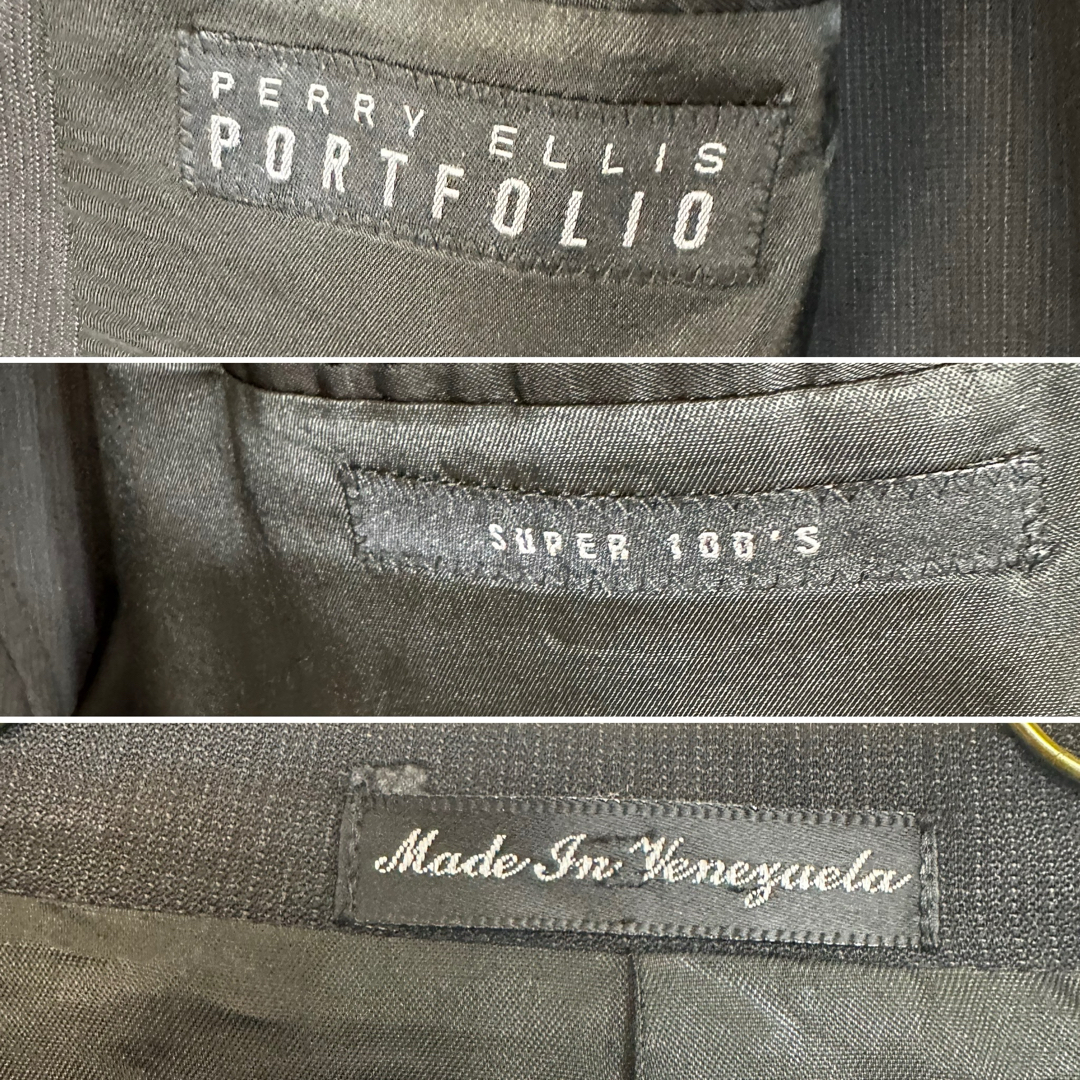 PERRY ELLIS
PORTFOLIO
SUPER 100'S
Made In Venezuela